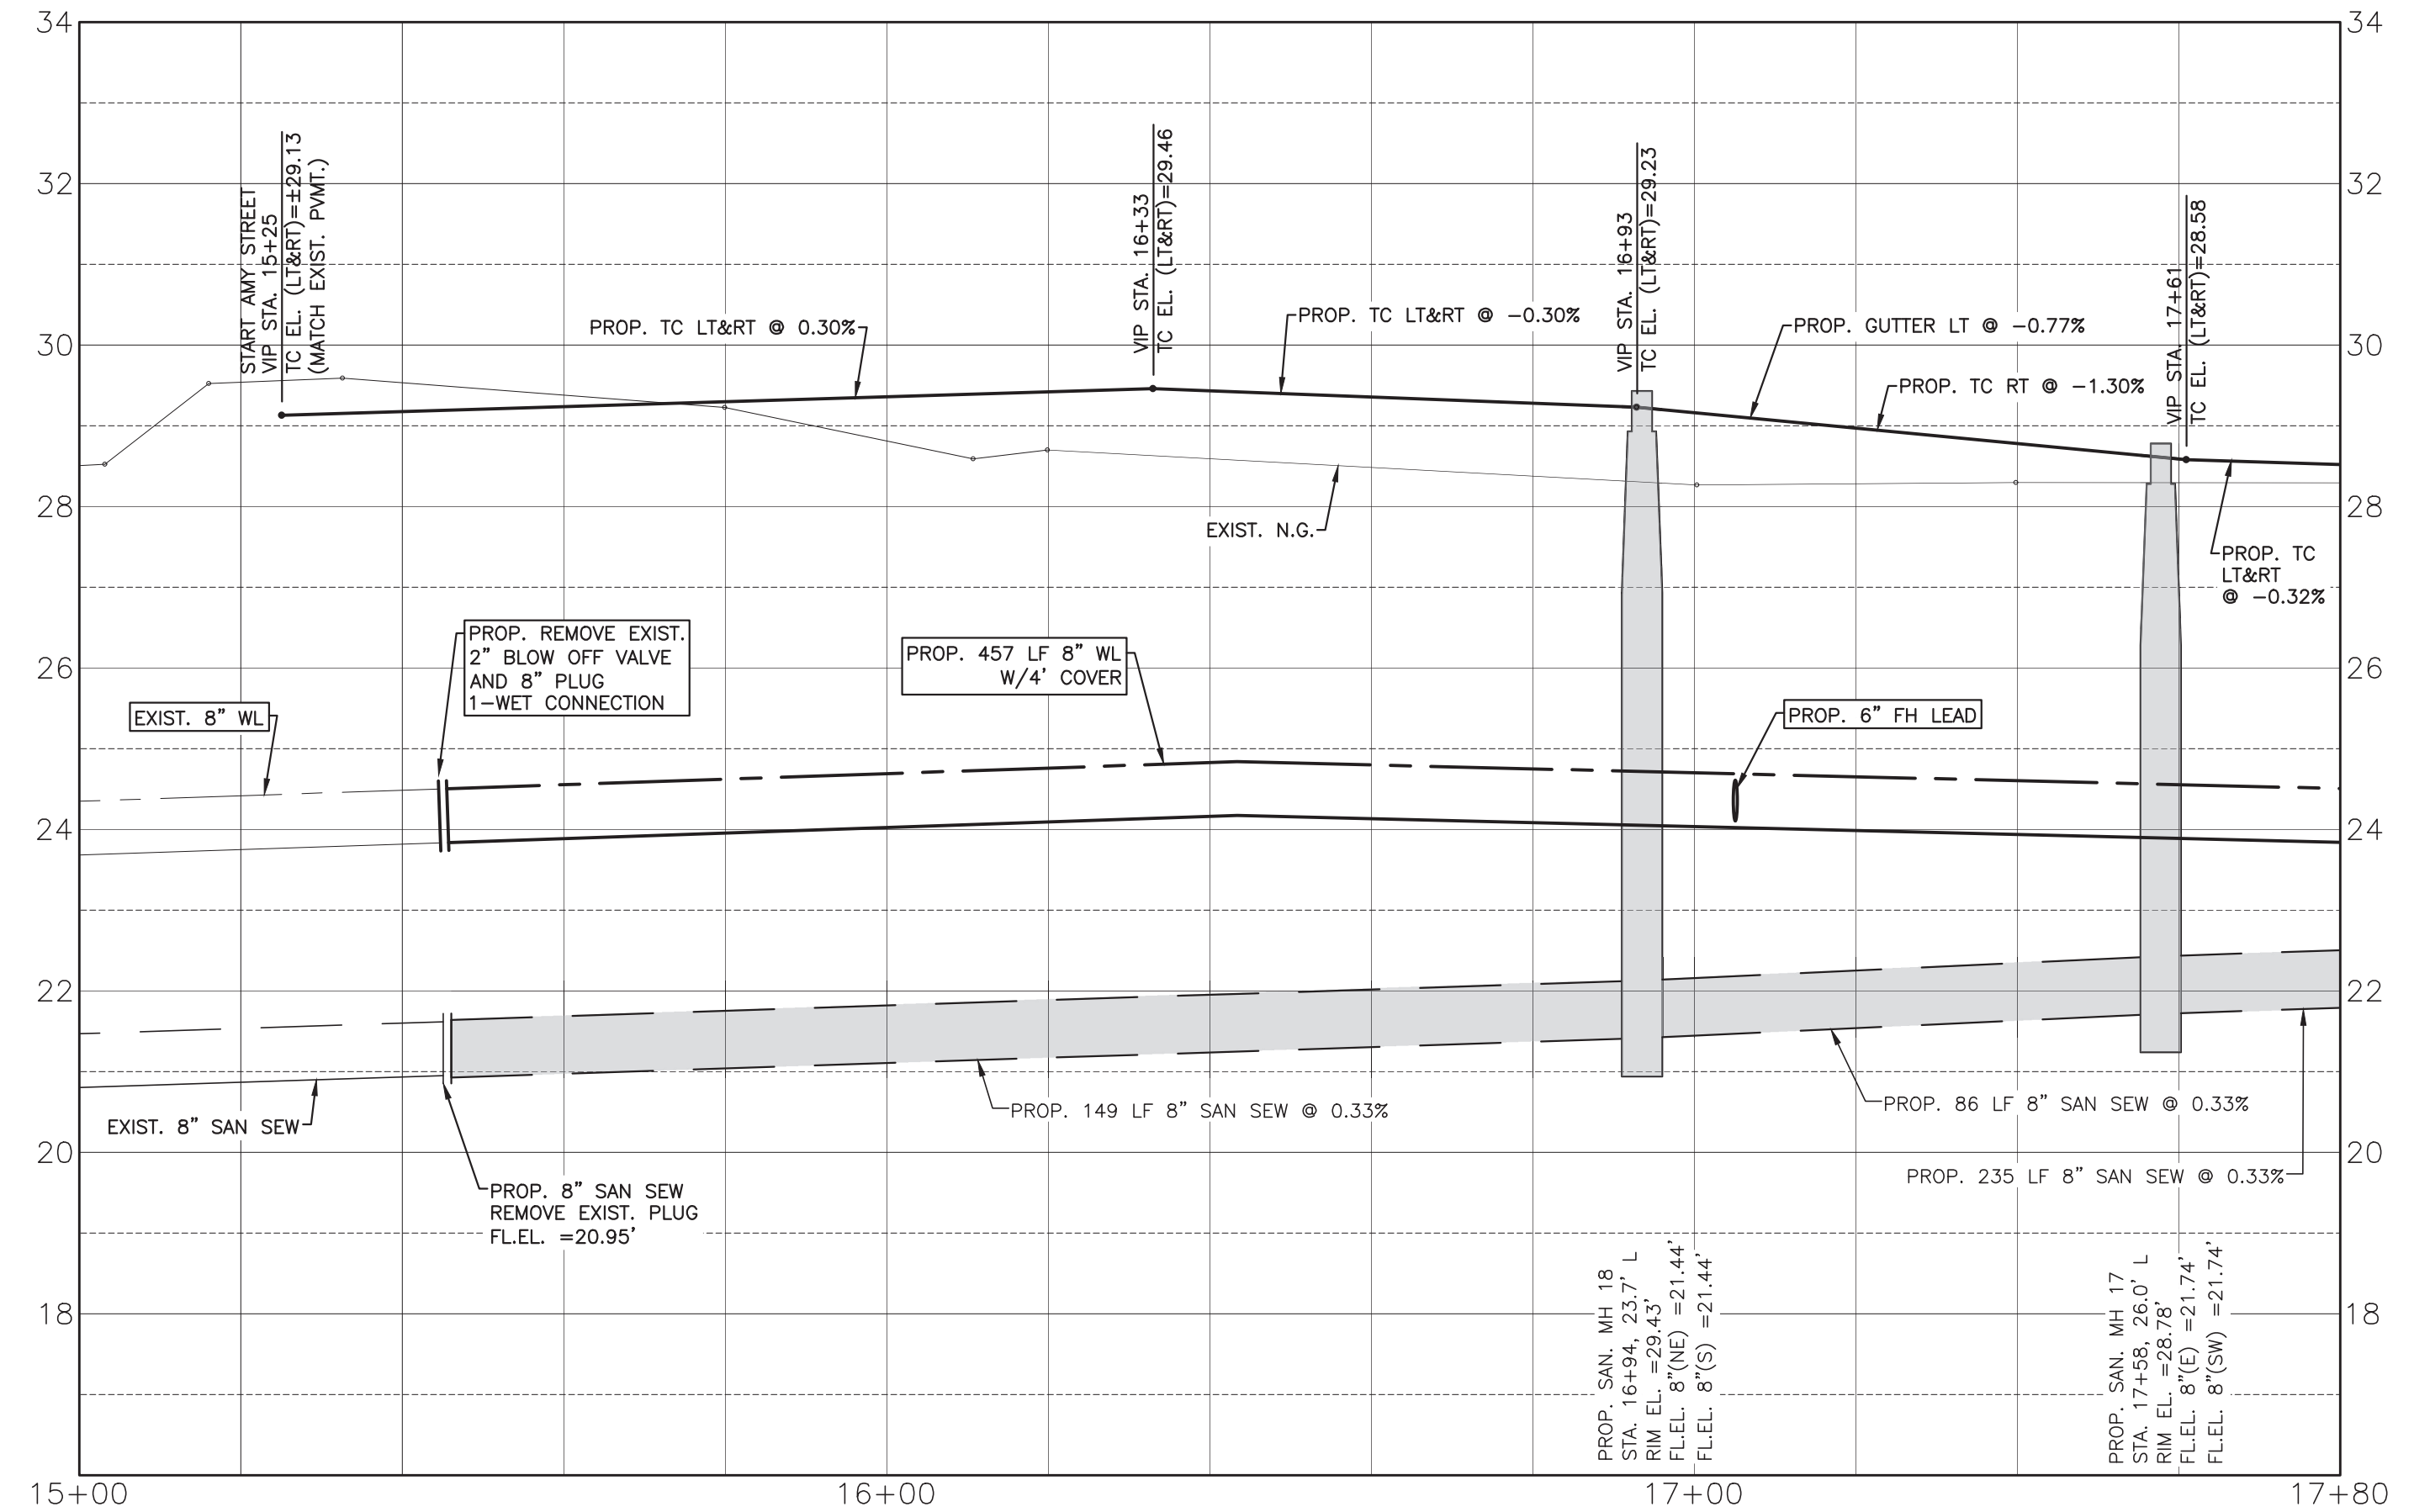 34
34
32
32
30
30
28
28
26
26
24
24
22
22
20
20
18
18
START AMY STREET
VIP STA. 15+25
TC EL. (LT&RT)=±29.13
(MATCH EXIST. PVMT.)
VIP STA. 16+33
TC EL. (LT&RT)=29.46
VIP STA. 16+93
TC EL. (LT&RT)=29.23
VIP STA. 17+61
TC EL. (LT&RT)=28.58
PROP. TC LT&RT @ 0.30%
PROP. TC LT&RT @ -0.30%
PROP. GUTTER LT @ -0.77%
PROP. TC RT @ -1.30%
EXIST. N.G.
PROP. TC
LT&RT
@ -0.32%
PROP. REMOVE EXIST.
2" BLOW OFF VALVE
AND 8" PLUG
1-WET CONNECTION
PROP. 457 LF 8" WL
W/4' COVER
EXIST. 8" WL
PROP. 6" FH LEAD
PROP. 149 LF 8" SAN SEW @ 0.33%
PROP. 86 LF 8" SAN SEW @ 0.33%
EXIST. 8" SAN SEW
PROP. 235 LF 8" SAN SEW @ 0.33%
PROP. 8" SAN SEW
REMOVE EXIST. PLUG
FL.EL. =20.95'
PROP. SAN. MH 18
STA. 16+94, 23.7' L
RIM EL. =29.43'
FL.EL. 8"(NE) =21.44'
FL.EL. 8"(S) =21.44'
PROP. SAN. MH 17
STA. 17+58, 26.0' L
RIM EL. =28.78'
FL.EL. 8"(E) =21.74'
FL.EL. 8"(SW) =21.74'
15+00
16+00
17+00
17+80